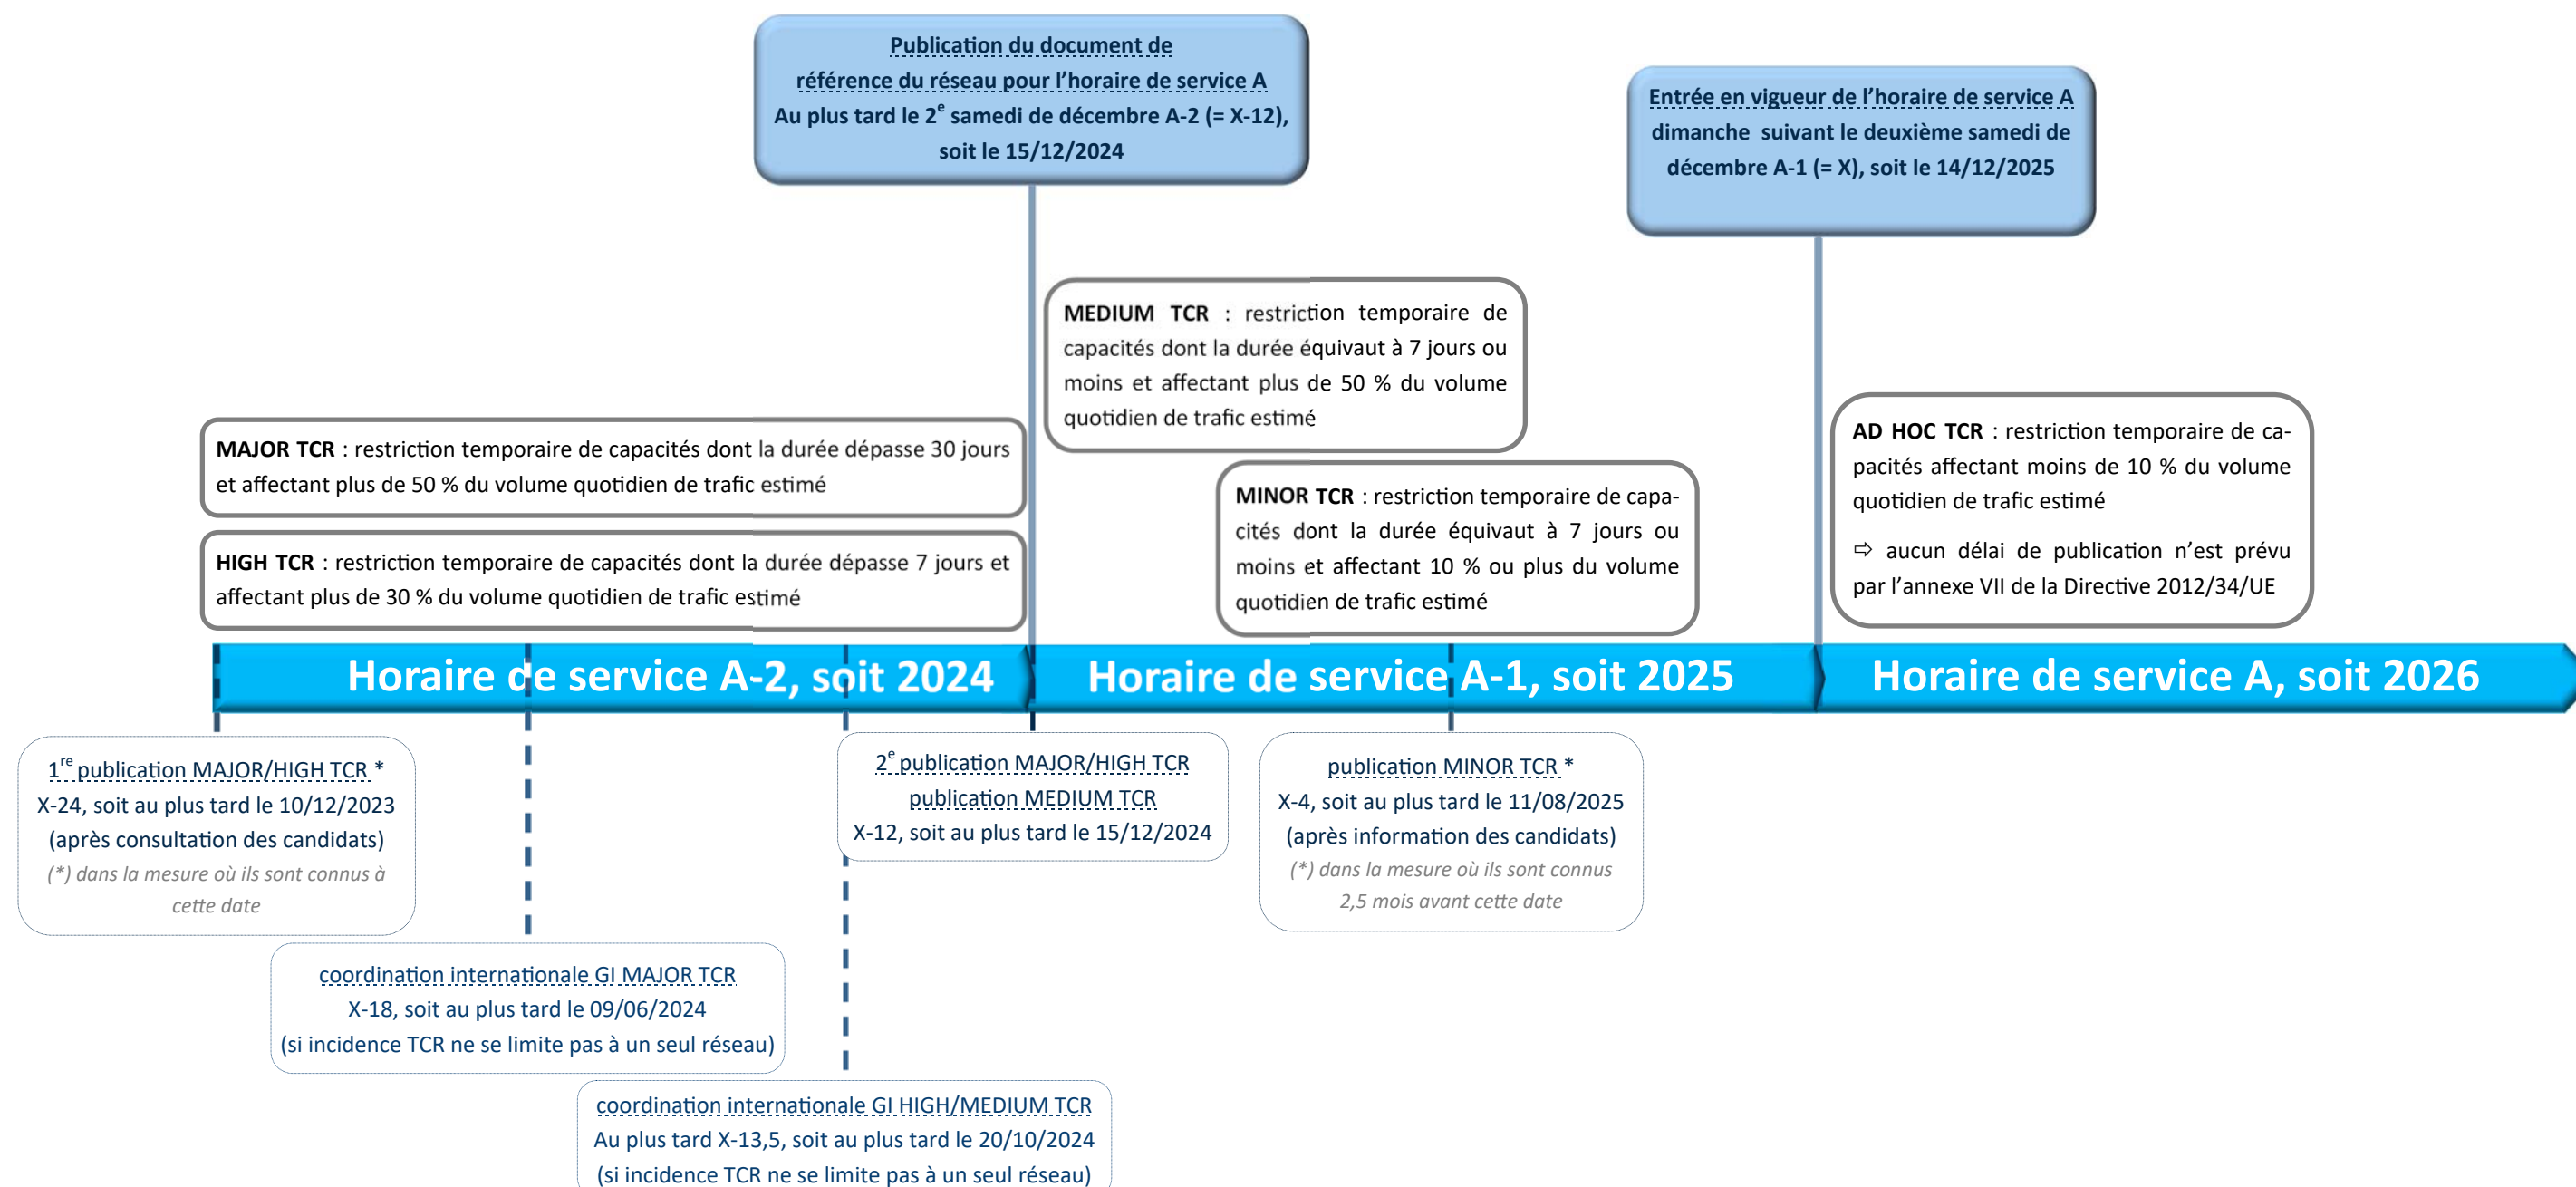 Publication du document de
référence du réseau pour l’horaire de service A
Au plus tard le 2e samedi de décembre A-2 (= X-12),
soit le 15/12/2024
Entrée en vigueur de l’horaire de service A
dimanche suivant le deuxième samedi de
décembre A-1 (= X), soit le 14/12/2025
MEDIUM TCR : restriction temporaire de
capacités dont la durée équivaut à 7 jours ou
moins et affectant plus de 50 % du volume
quotidien de trafic estimé
MAJOR TCR : restriction temporaire de capacités dont la durée dépasse 30 jours
et affectant plus de 50 % du volume quotidien de trafic estimé
HIGH TCR : restriction temporaire de capacités dont la durée dépasse 7 jours et
affectant plus de 30 % du volume quotidien de trafic estimé
MINOR TCR : restriction temporaire de capa-
cités dont la durée équivaut à 7 jours ou
moins et affectant 10 % ou plus du volume
quotidien de trafic estimé
AD HOC TCR : restriction temporaire de ca-
pacités affectant moins de 10 % du volume
quotidien de trafic estimé
⇨ aucun délai de publication n’est prévu
par l’annexe VII de la Directive 2012/34/UE
Horaire de service A-2, soit 2024
Horaire de service A-1, soit 2025
Horaire de service A, soit 2026
1re publication MAJOR/HIGH TCR *
X-24, soit au plus tard le 10/12/2023
(après consultation des candidats)
(*) dans la mesure où ils sont connus à
cette date
2e publication MAJOR/HIGH TCR
publication MEDIUM TCR
X-12, soit au plus tard le 15/12/2024
publication MINOR TCR *
X-4, soit au plus tard le 11/08/2025
(après information des candidats)
(*) dans la mesure où ils sont connus
2,5 mois avant cette date
coordination internationale GI MAJOR TCR
X-18, soit au plus tard le 09/06/2024
(si incidence TCR ne se limite pas à un seul réseau)
coordination internationale GI HIGH/MEDIUM TCR
Au plus tard X-13,5, soit au plus tard le 20/10/2024
(si incidence TCR ne se limite pas à un seul réseau)